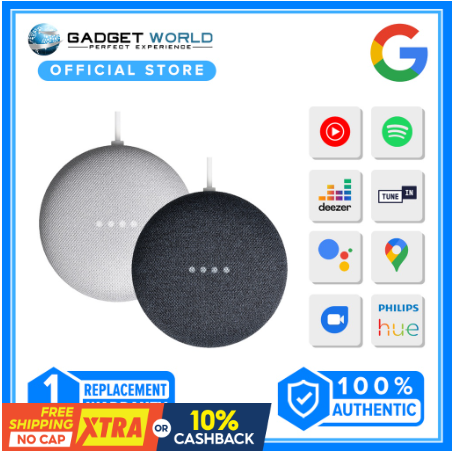 GADGET WORLD
PERFECT EXPERIENCE
OFFICIAL STORE
G
deezer
TUNE IN
PHILIPS
hue
1
REPLACEMENT
100%
AUTHENTIC
FREE
SHIPPING
NO CAP
XTRA
OR
10%
CASHBACK